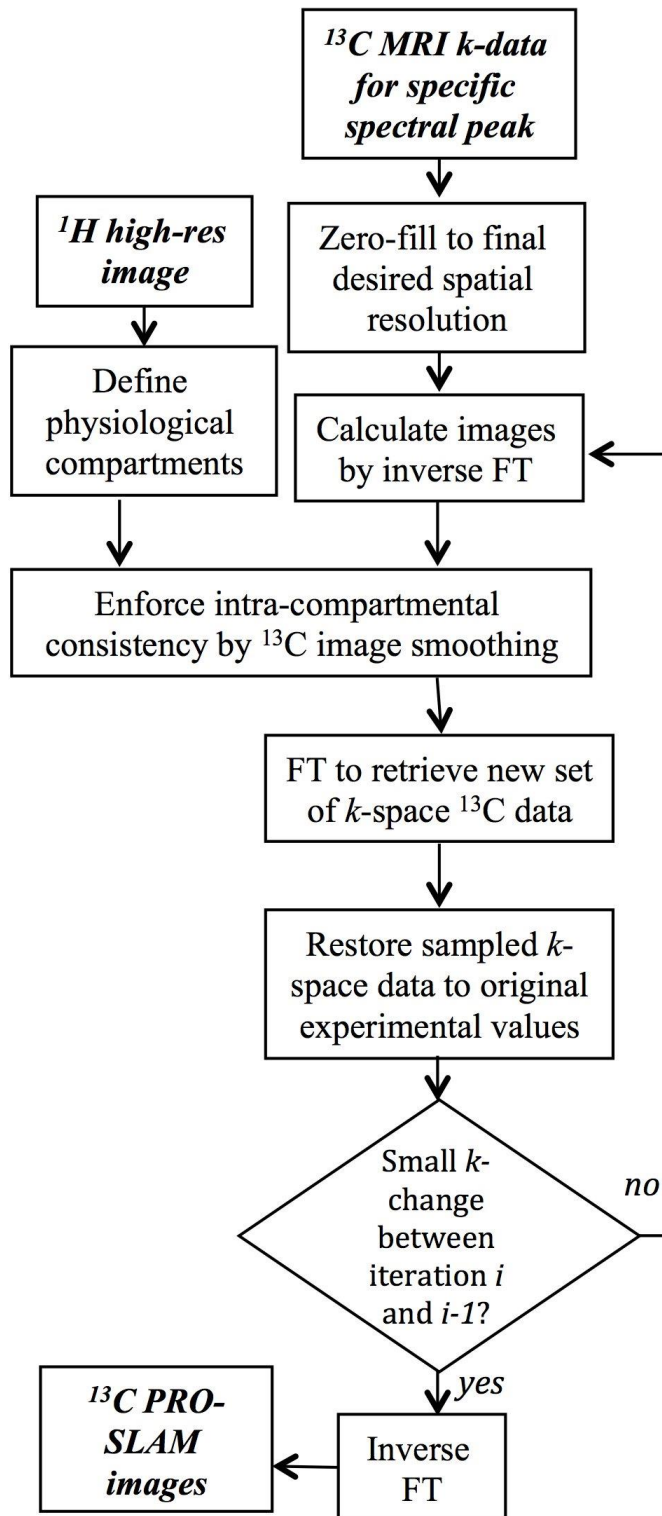 ¹³C MRI k-data
for specific
spectral peak
¹H high-res
image
Zero-fill to final
desired spatial
resolution
Define
physiological
compartments
Calculate images
by inverse FT
Enforce intra-compartmental
consistency by ¹³C image smoothing
FT to retrieve new set
of k-space ¹³C data
Restore sampled k-
space data to original
experimental values
Small k-
change
between
iteration i
and i-1?
no
yes
¹³C PRO-
SLAM
images
Inverse
FT